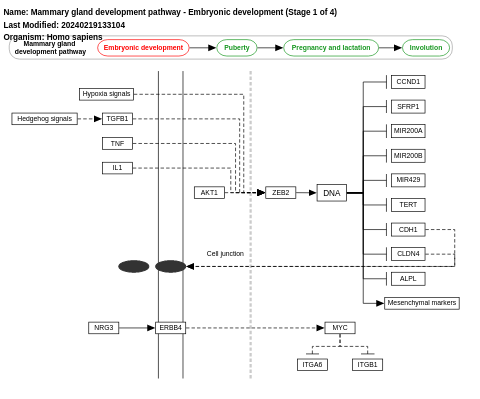 Name: Mammary gland development pathway - Embryonic development (Stage 1 of 4)
Last Modified: 20240219133104
Organism: Homo sapiens
Mammary gland
development pathway
Embryonic development
Puberty
Pregnancy and lactation
Involution
Hypoxia signals
Hedgehog signals
TGFB1
TNF
IL1
AKT1
ZEB2
DNA
CCND1
SFRP1
MIR200A
MIR200B
MIR429
TERT
CDH1
CLDN4
ALPL
Mesenchymal markers
Cell junction
NRG3
ERBB4
MYC
ITGA6
ITGB1